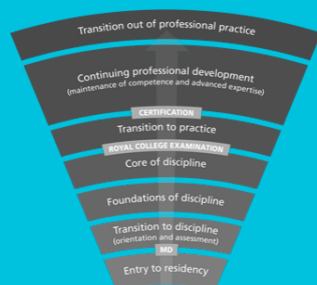 Transition out of professional practice
Continuing professional development
(maintenance of competence and advanced expertise)
CERTIFICATION
Transition to practice
ROYAL COLLEGE EXAMINATION
Core of discipline
Foundations of discipline
Transition to discipline
(orientation and assessment)
MD
Entry to residency